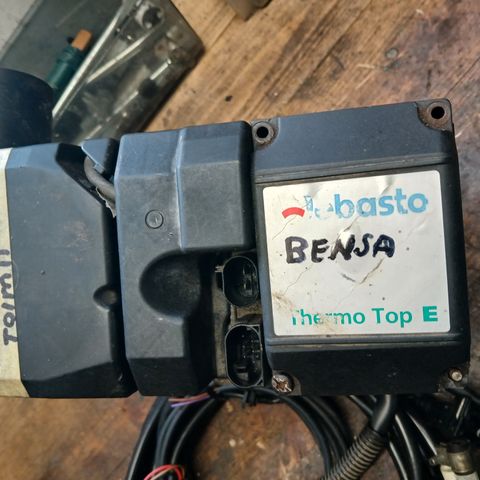 Webasto
BENSA
Thermo Top E
TOIMII